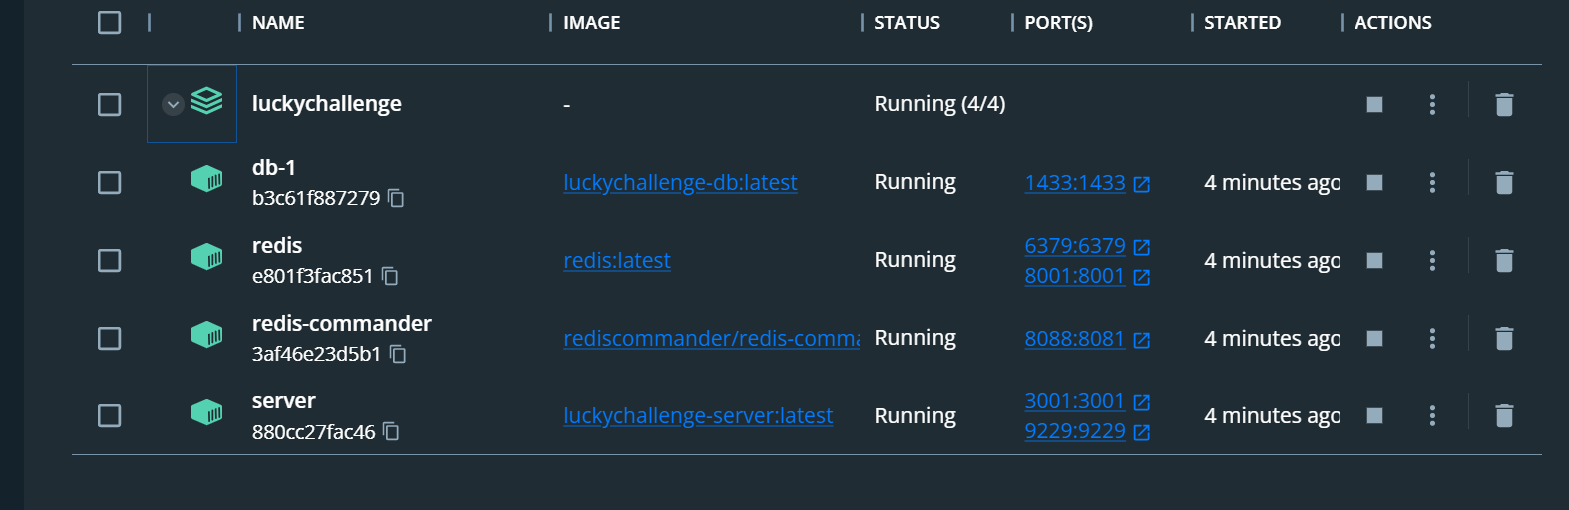 NAME IMAGE STATUS PORT(S) STARTED ACTIONS
luckychallenge - Running (4/4)
db-1
b3c61f887279
luckychallenge-db:latest Running 1433:1433 4 minutes ago
redis
e801f3fac851
redis:latest Running
6379:6379
8001:8001
4 minutes ago
redis-commander
3af46e23d5b1
rediscommander/redis-comma Running 8088:8081 4 minutes ago
server
880cc27fac46
luckychallenge-server:latest Running
3001:3001
9229:9229
4 minutes ago